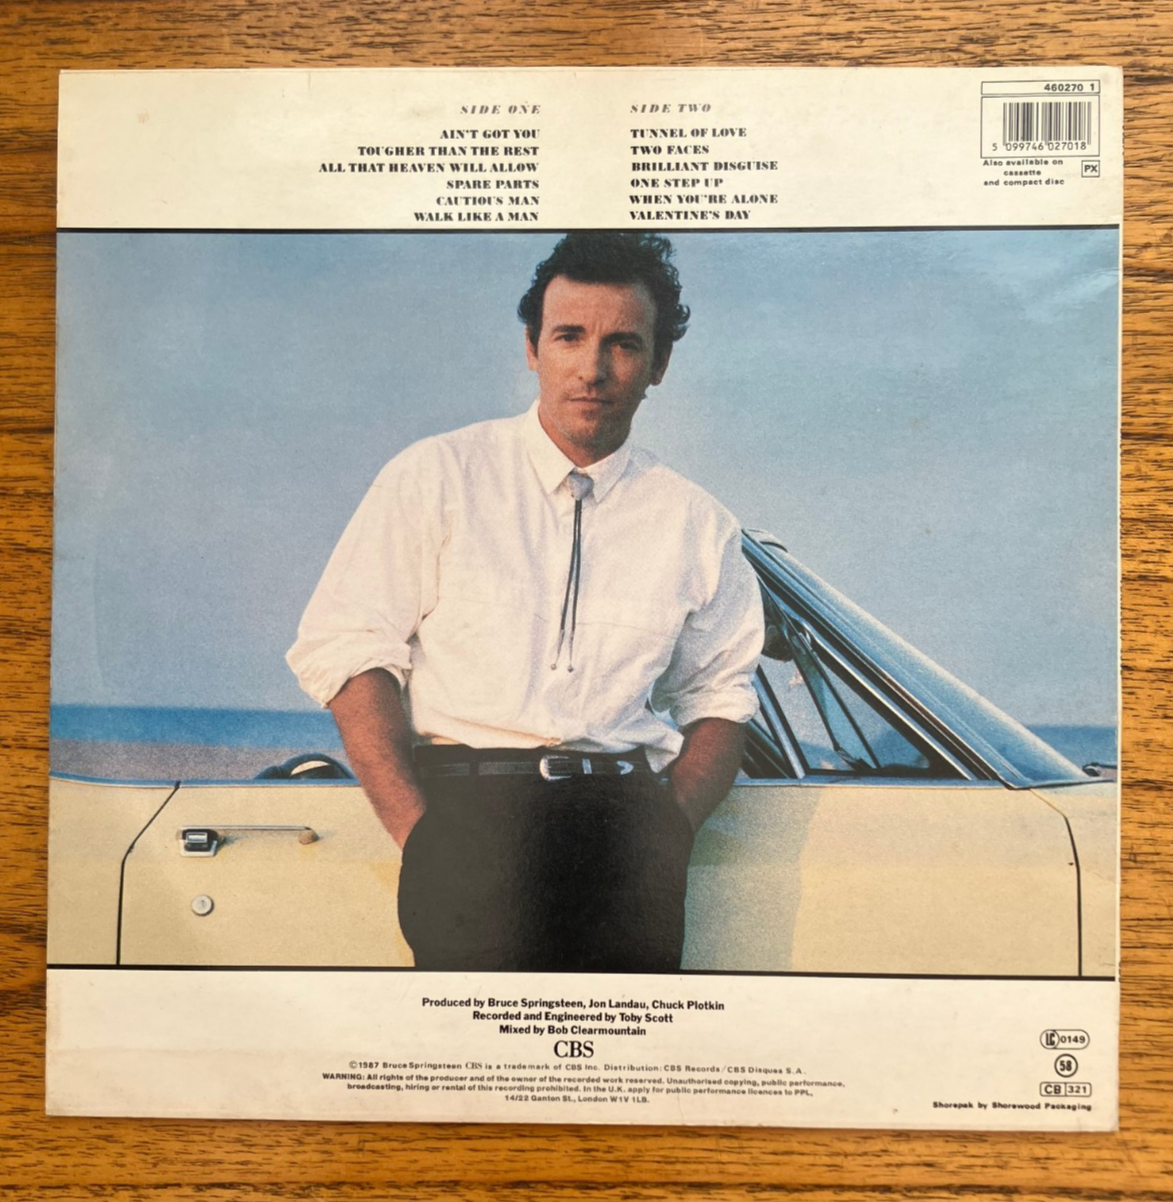 SIDE ONE
AIN'T GOT YOU
TOUGHER THAN THE REST
ALL THAT HEAVEN WILL ALLOW
SPARE PARTS
CAUTIOUS MAN
WALK LIKE A MAN
SIDE TWO
TUNNEL OF LOVE
TWO FACES
BRILLIANT DISGUISE
ONE STEP UP
WHEN YOU'RE ALONE
VALENTINE'S DAY
460270 1
5 099746 027018
Also available on
cassette
and compact disc
PX
Produced by Bruce Springsteen, Jon Landau, Chuck Plotkin
Recorded and Engineered by Toby Scott
Mixed by Bob Clearmountain
CBS
©1987 Bruce Springsteen CBS is a trademark of CBS Inc. Distribution: CBS Records/CBS Disques S.A.
WARNING: All rights of the producer and of the owner of the recorded work reserved. Unauthorised copying, public performance,
broadcasting, hiring or rental of this recording prohibited. In the U.K. apply for public performance licences to PPL,
14/22 Ganton St., London W1V 1LB.
LC 0149
58
CB 321
Shorepak by Shorewood Packaging